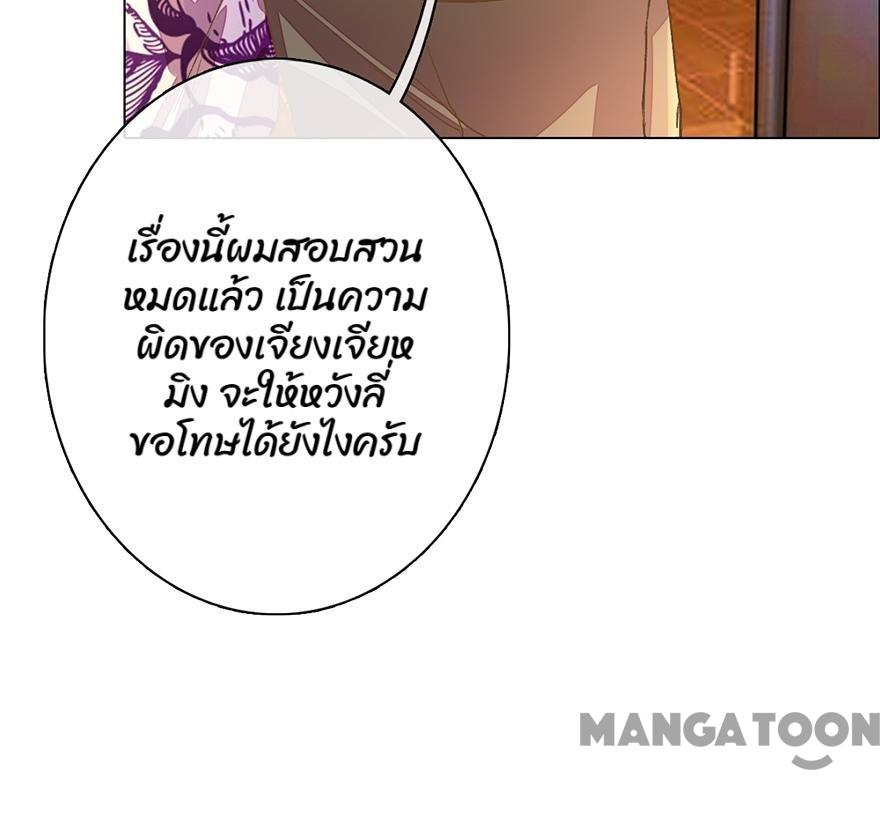 เรื่องนี้ผมสอบสวน
หมดแล้ว เป็นความ
ผิดของเจียงเจียห
มิง จะให้หวังลี่
ขอโทษได้ยังไงครับ
MANGATOON